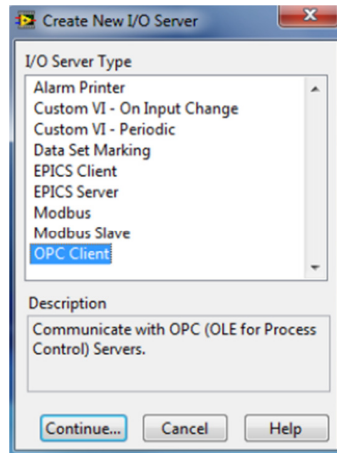 Create New I/O Server
I/O Server Type
Alarm Printer
Custom VI - On Input Change
Custom VI - Periodic
Data Set Marking
EPICS Client
EPICS Server
Modbus
Modbus Slave
OPC Client
Description
Communicate with OPC (OLE for Process
Control) Servers.
Continue... Cancel Help